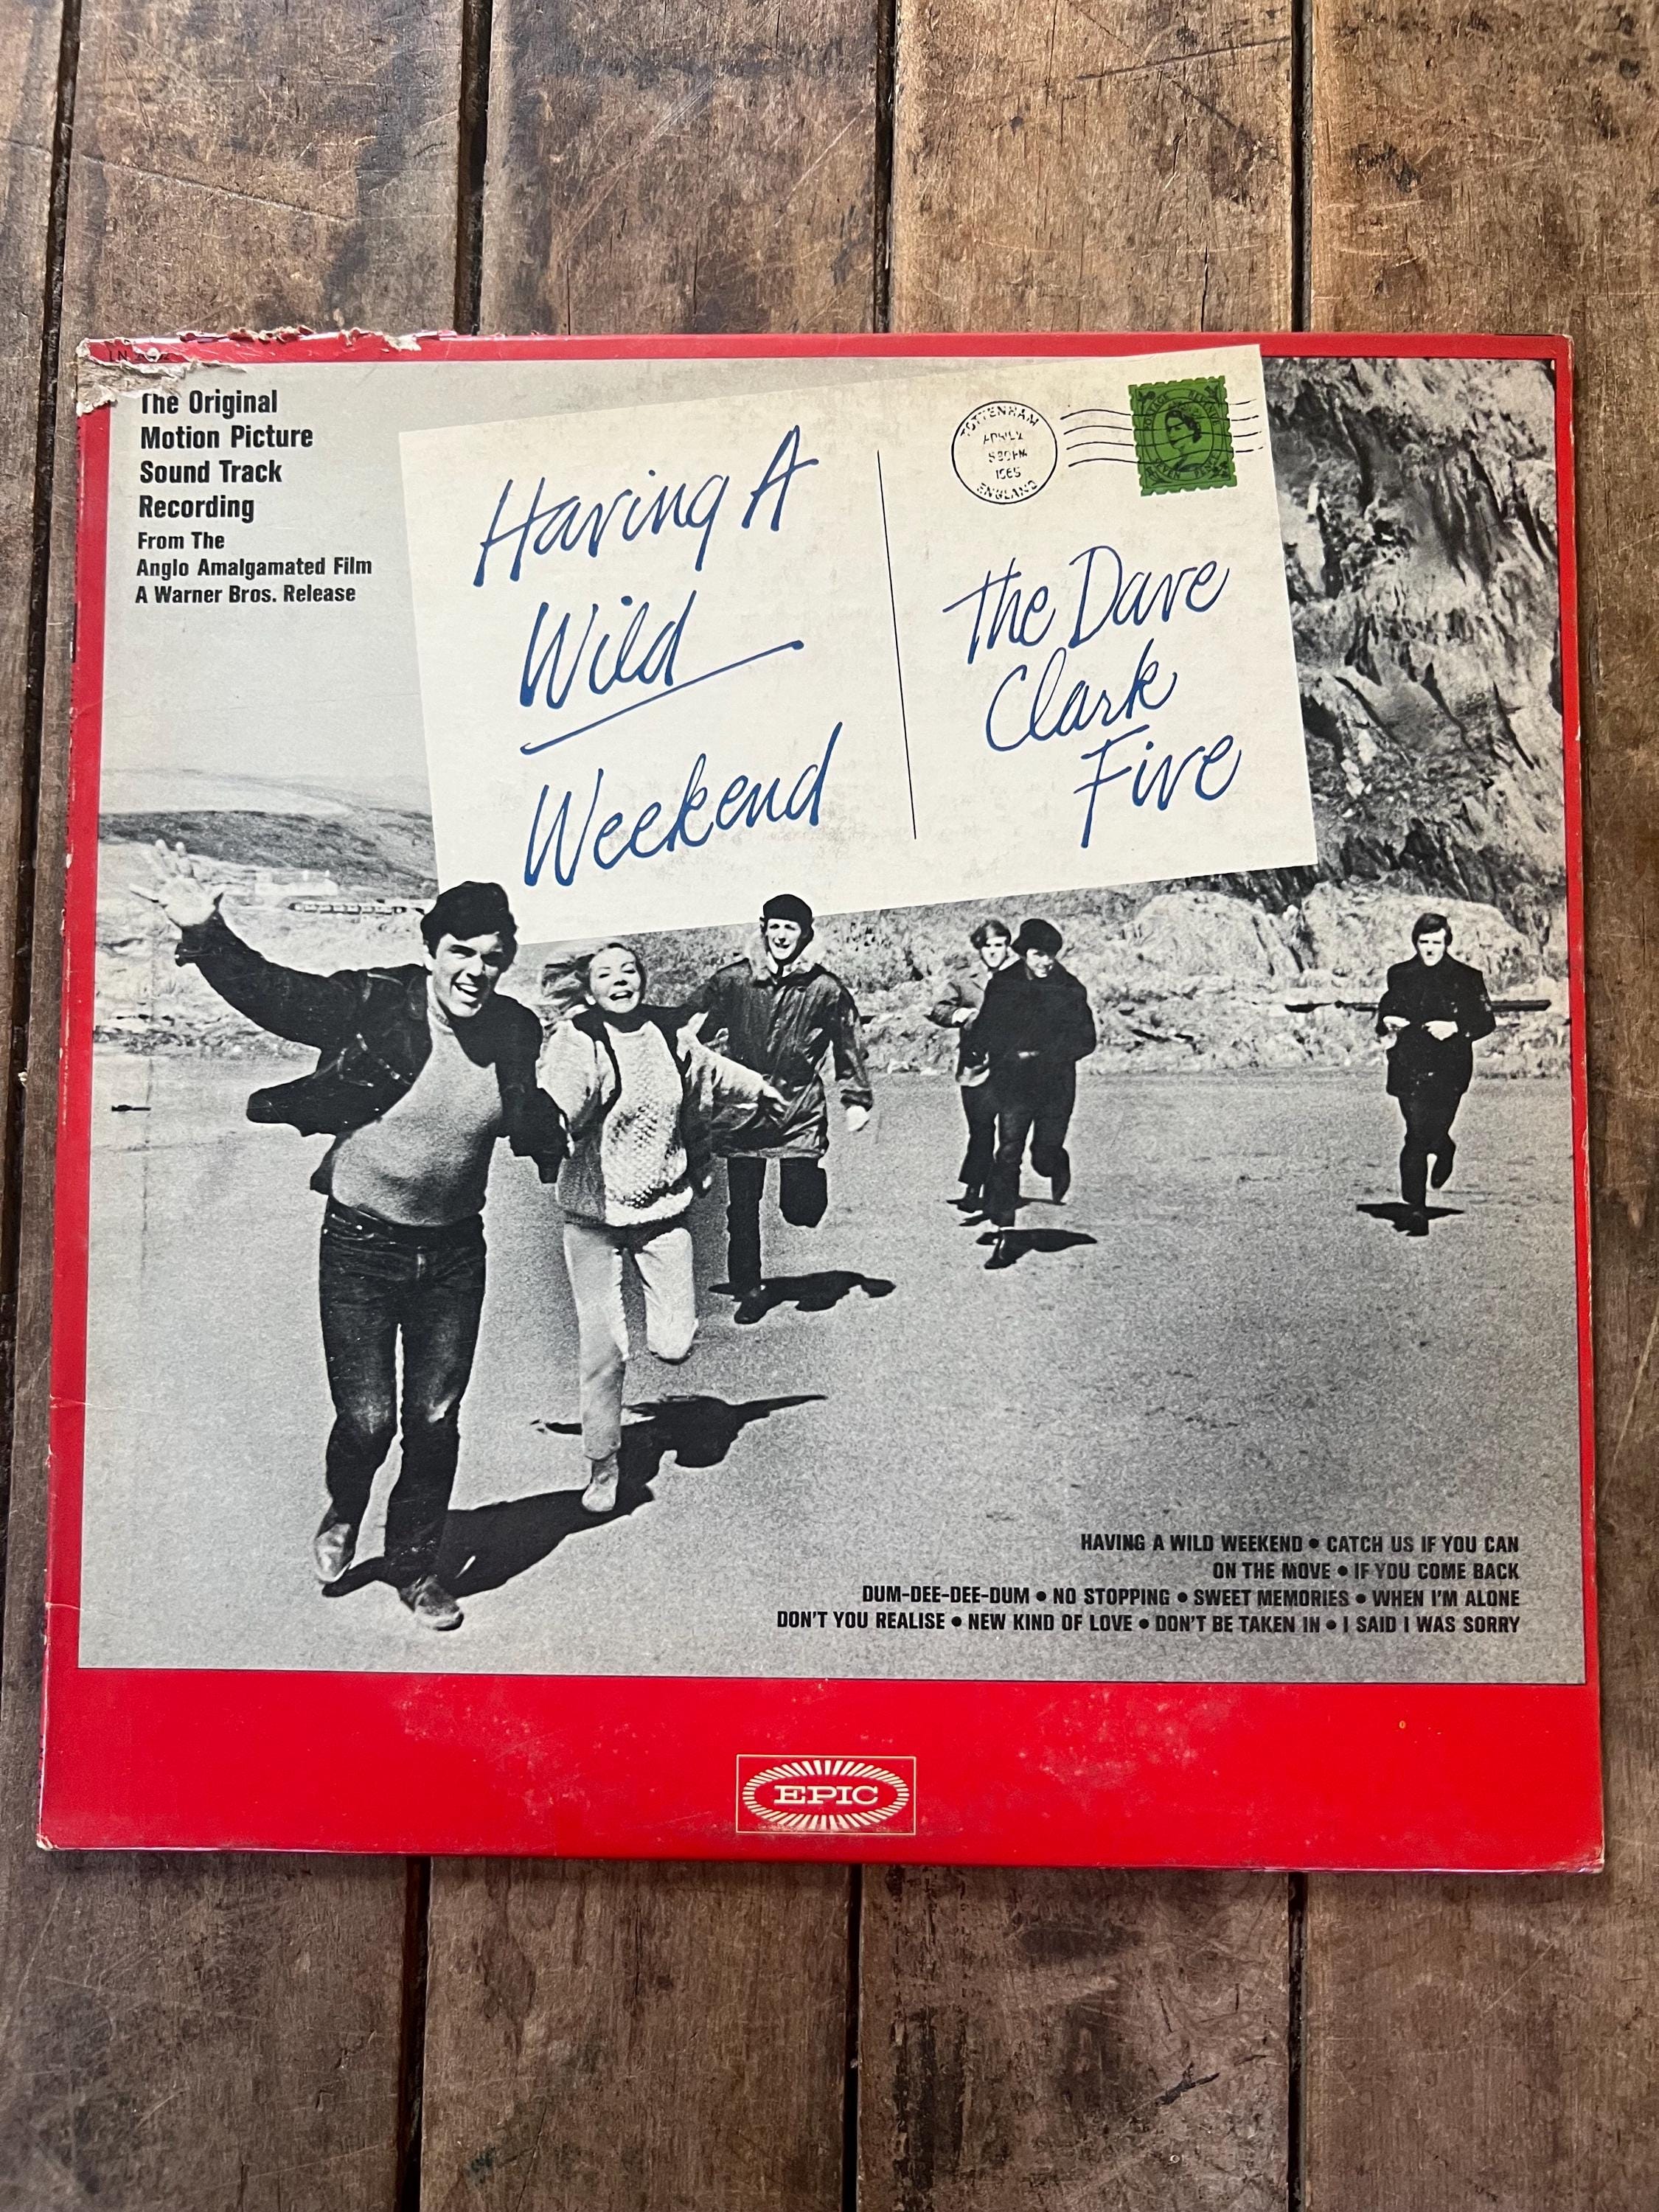 The Original
Motion Picture
Sound Track
Recording
From The
Anglo Amalgamated Film
A Warner Bros. Release
Having A
Wild
Weekend
TOTTENHAM
1965
ENGLAND
The Dave
Clark
Five
HAVING A WILD WEEKEND • CATCH US IF YOU CAN
ON THE MOVE • IF YOU COME BACK
DUM-DEE-DEE-DUM • NO STOPPING • SWEET MEMORIES • WHEN I'M ALONE
DON'T YOU REALISE • NEW KIND OF LOVE • DON'T BE TAKEN IN • I SAID I WAS SORRY
EPIC